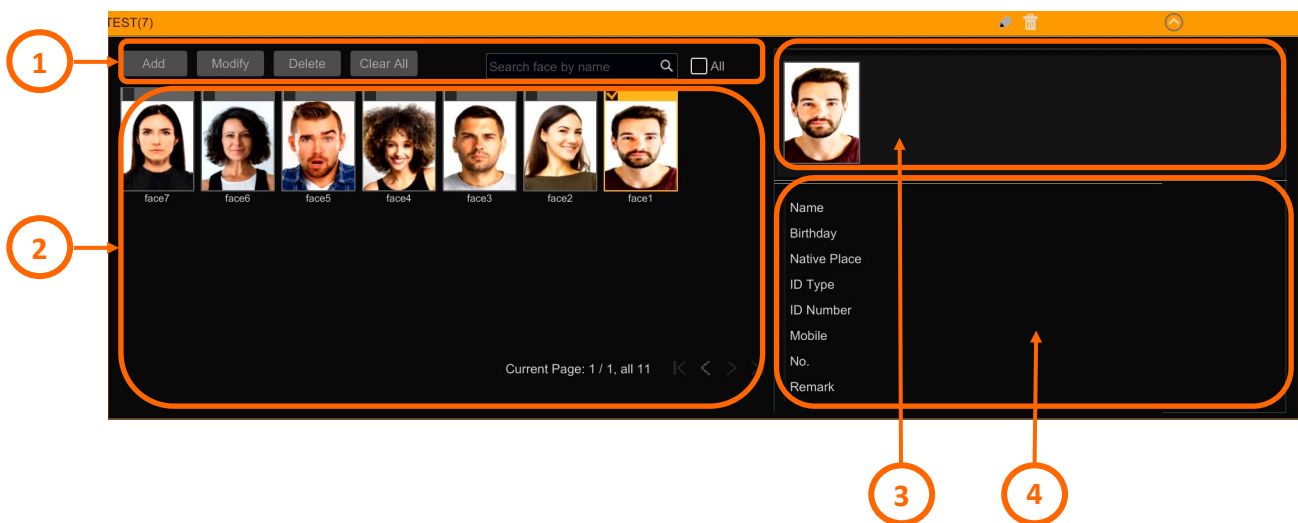 TEST(7)
1
Add Modify Delete Clear All Search face by name All
face7 face6 face5 face4 face3 face2 face1
2
Current Page: 1 / 1, all 11
Name
Birthday
Native Place
ID Type
ID Number
Mobile
No.
Remark
3 4